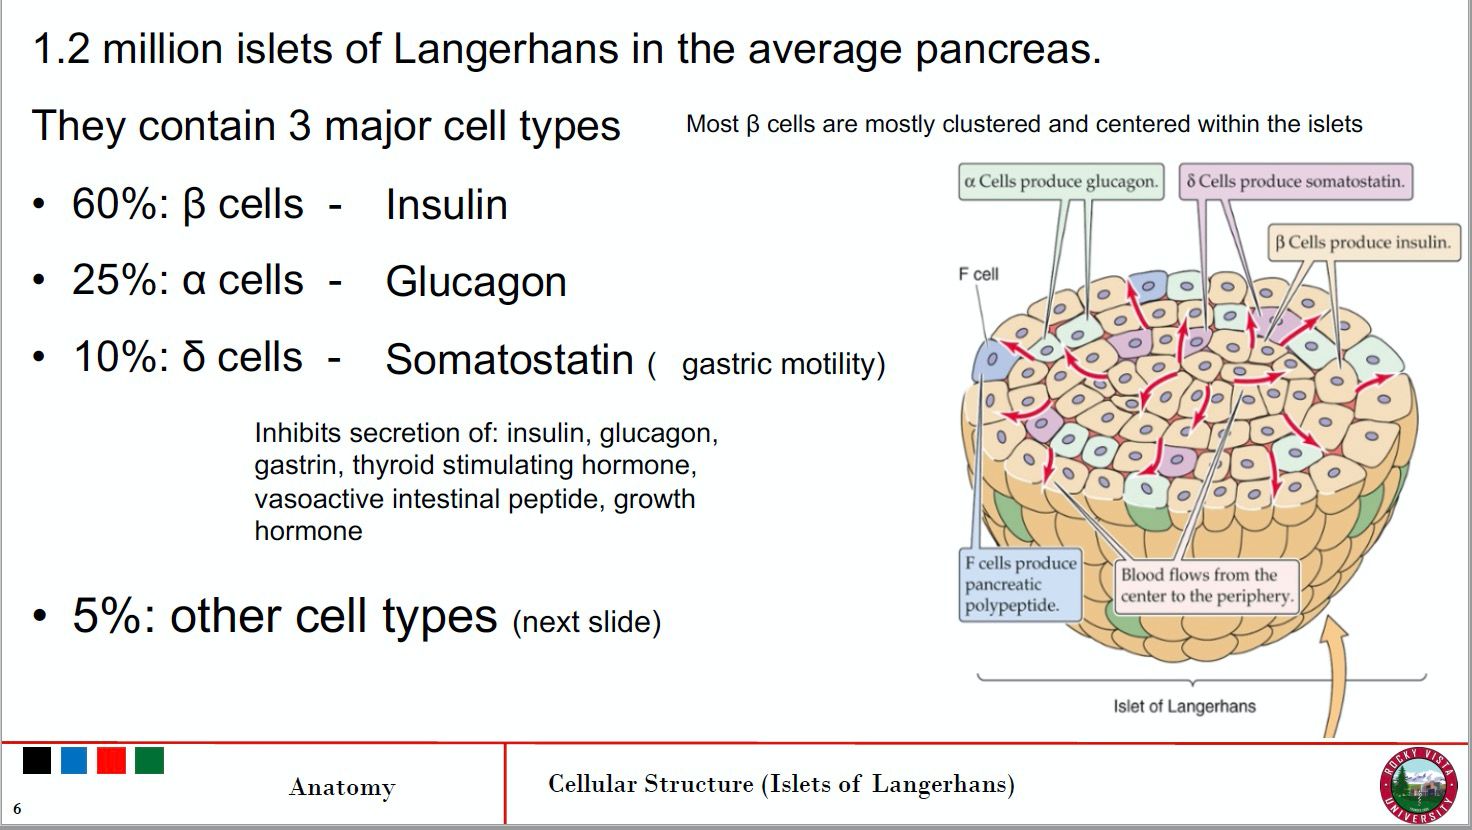 1.2 million islets of Langerhans in the average pancreas.
They contain 3 major cell types
Most β cells are mostly clustered and centered within the islets
• 60%: β cells - Insulin
• 25%: α cells - Glucagon
• 10%: δ cells - Somatostatin ( gastric motility)
Inhibits secretion of: insulin, glucagon,
gastrin, thyroid stimulating hormone,
vasoactive intestinal peptide, growth
hormone
• 5%: other cell types (next slide)
α Cells produce glucagon.
δ Cells produce somatostatin.
β Cells produce insulin.
F cell
F cells produce
pancreatic
polypeptide.
Blood flows from the
center to the periphery.
Islet of Langerhans
Anatomy
Cellular Structure (Islets of Langerhans)
6
ROCKY VISTA
UNIVERSITY